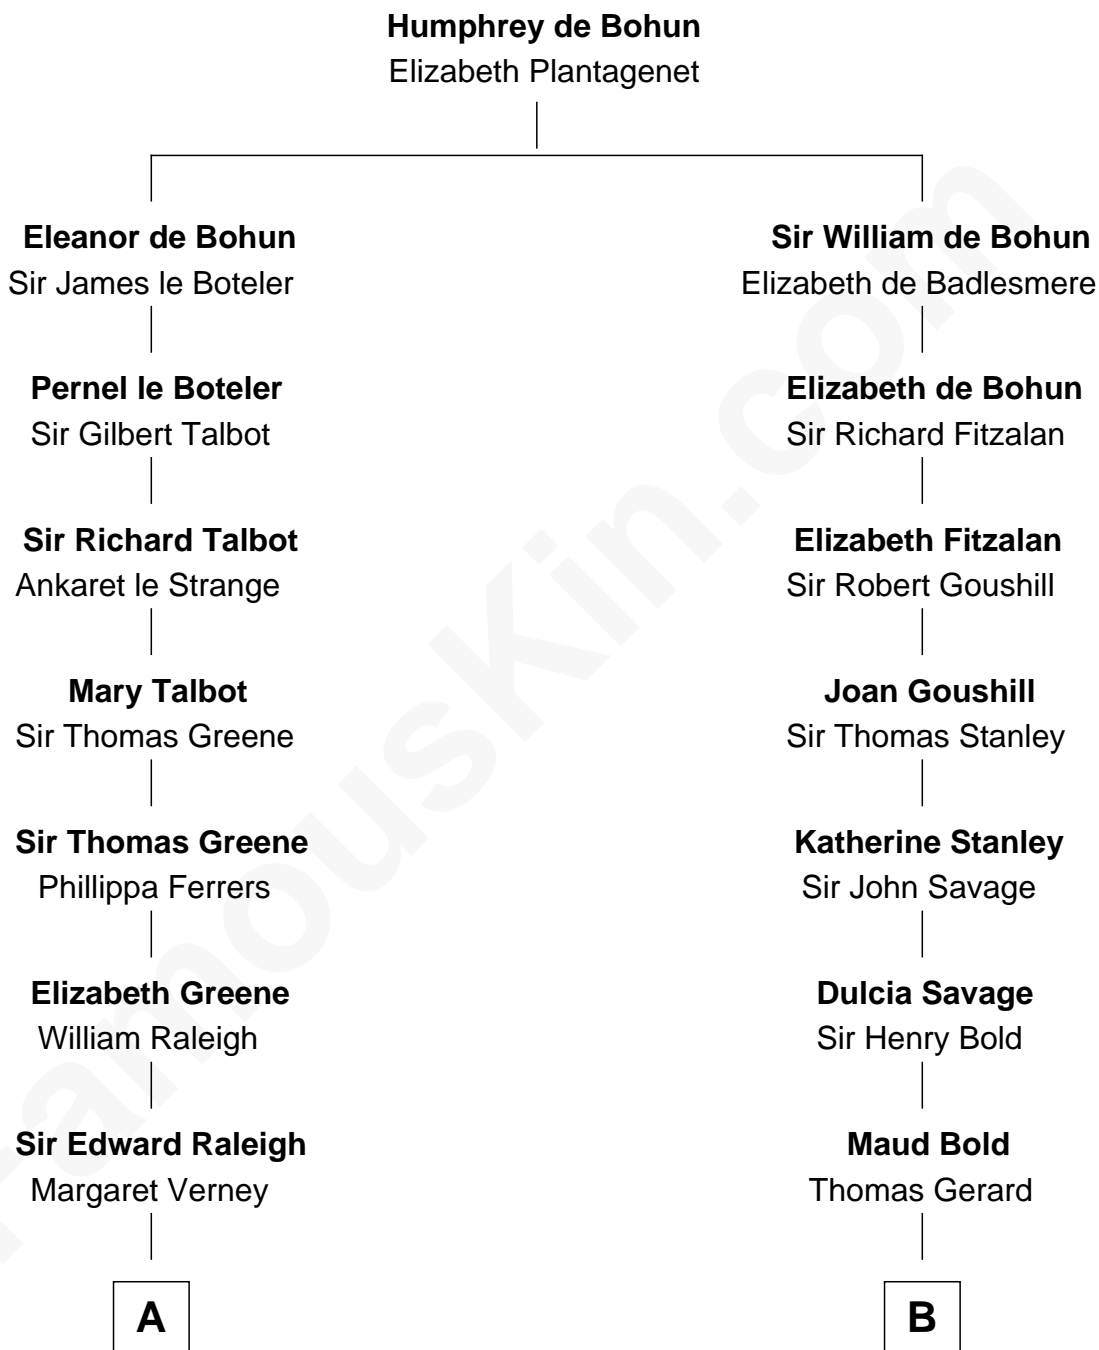 Humphrey de Bohun
Elizabeth Plantagenet
Eleanor de Bohun
Sir James le Boteler
Sir William de Bohun
Elizabeth de Badlesmere
Pernel le Boteler
Sir Gilbert Talbot
Elizabeth de Bohun
Sir Richard Fitzalan
Sir Richard Talbot
Ankaret le Strange
Elizabeth Fitzalan
Sir Robert Goushill
Mary Talbot
Sir Thomas Greene
Joan Goushill
Sir Thomas Stanley
Sir Thomas Greene
Phillippa Ferrers
Katherine Stanley
Sir John Savage
Elizabeth Greene
William Raleigh
Dulcia Savage
Sir Henry Bold
Sir Edward Raleigh
Margaret Verney
Maud Bold
Thomas Gerard
A
B
FamousKin.com